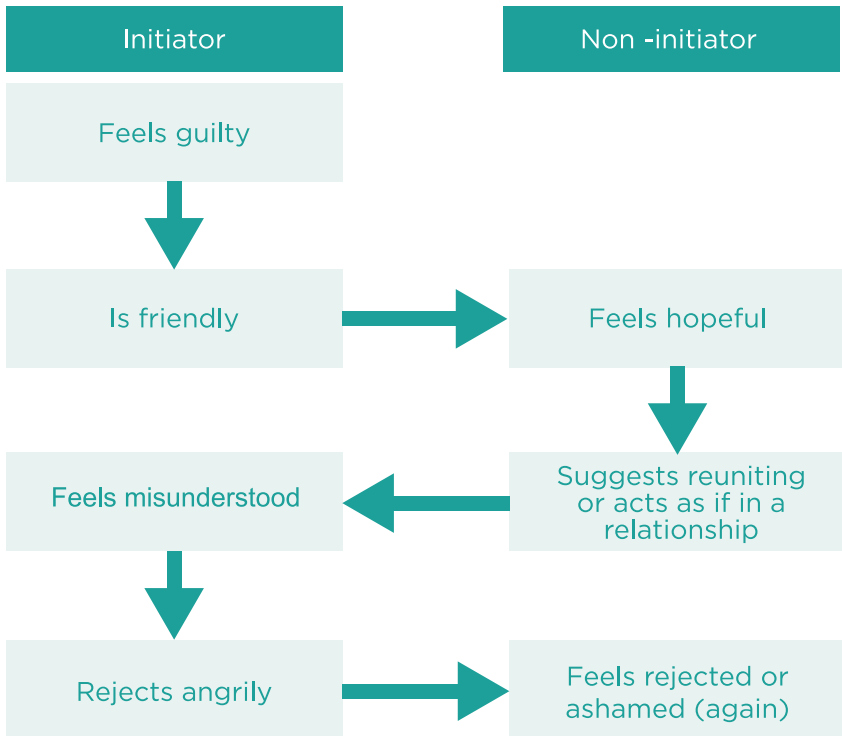 Initiator
Non -initiator
Feels guilty
Is friendly
Feels hopeful
Suggests reuniting
or acts as if in a
relationship
Feels misunderstood
Rejects angrily
Feels rejected or
ashamed (again)